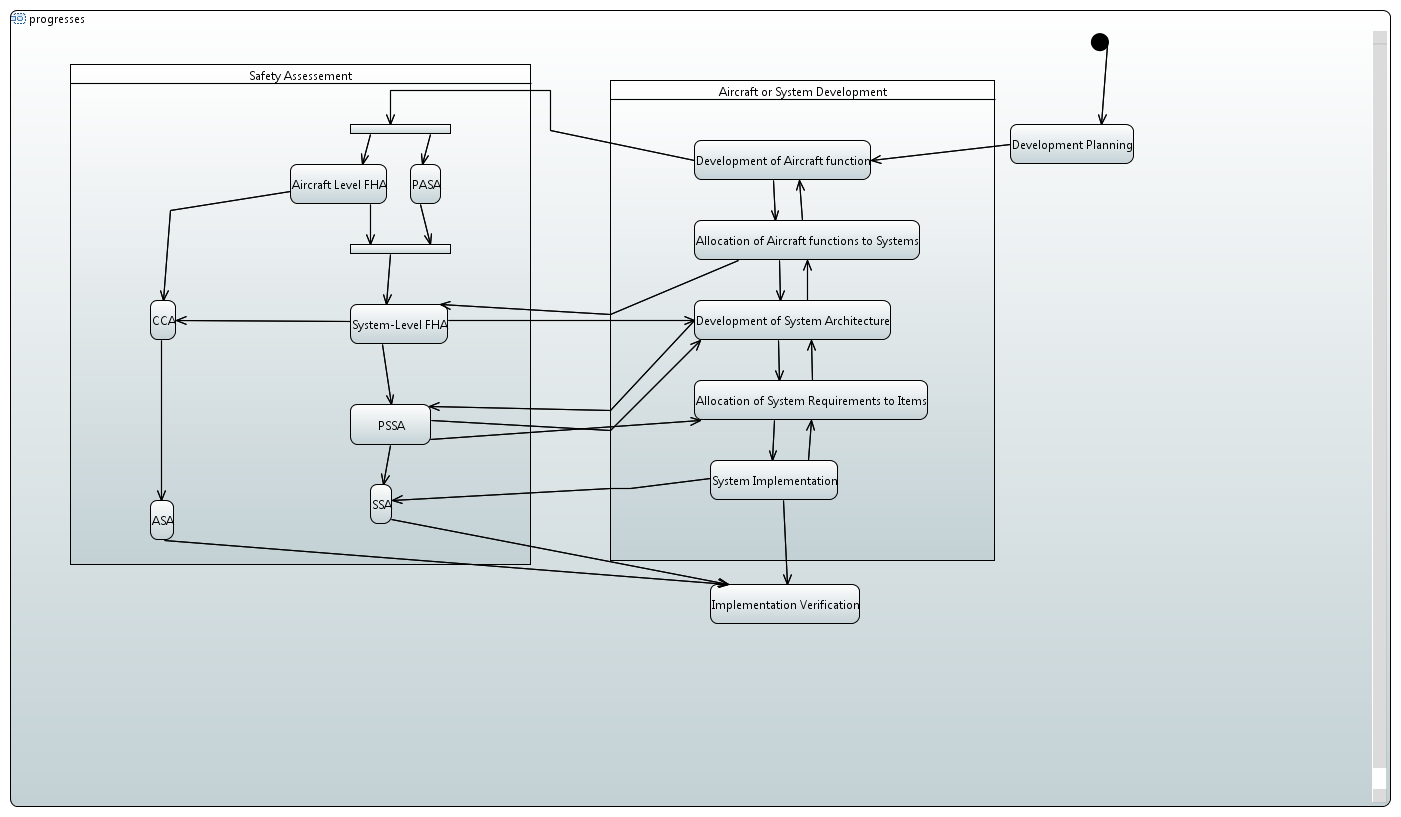 progresses
Safety Assessement
Aircraft or System Development
Development Planning
Development of Aircraft function
Aircraft Level FHA
PASA
Allocation of Aircraft functions to Systems
CCA
System-Level FHA
Development of System Architecture
Allocation of System Requirements to Items
PSSA
System Implementation
SSA
ASA
Implementation Verification